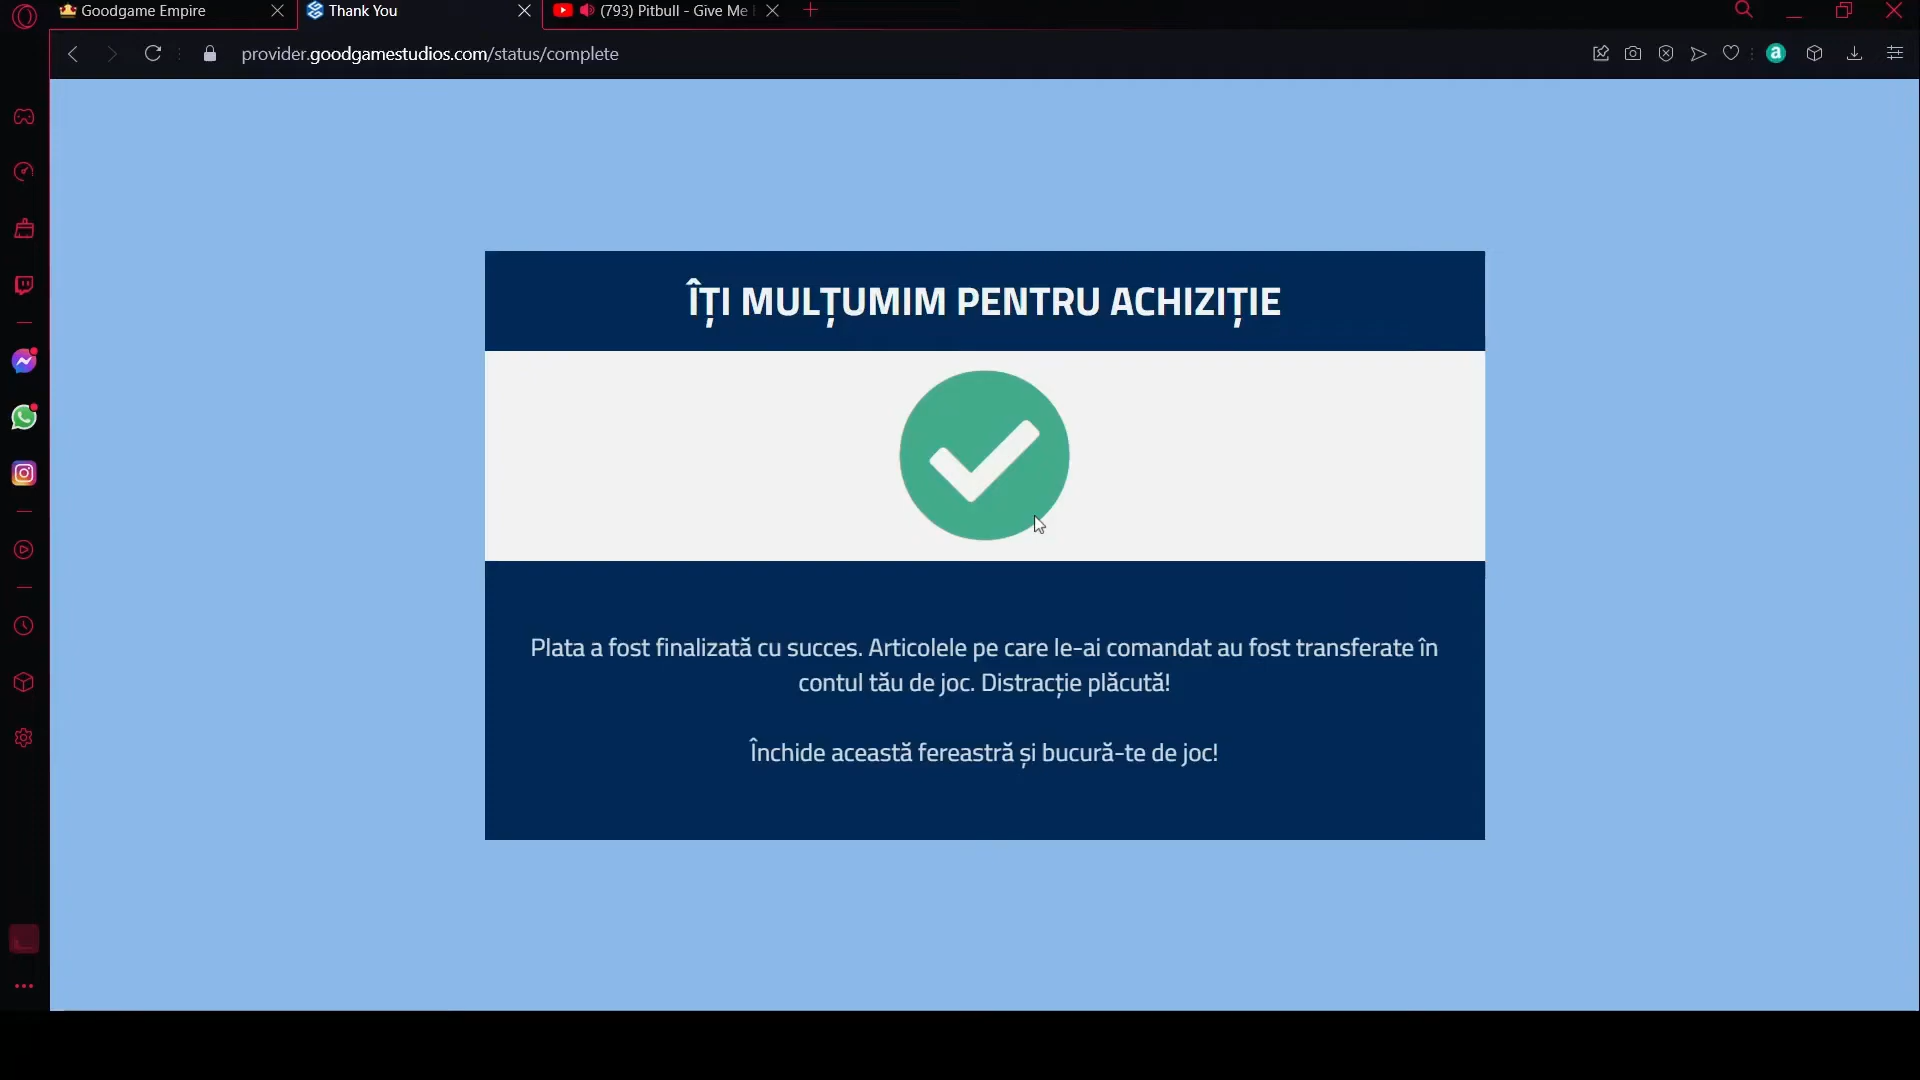 Goodgame Empire
Thank You
(793) Pitbull - Give Me
provider.goodgamestudios.com/status/complete
a
ÎȚI MULȚUMIM PENTRU ACHIZIȚIE
Plata a fost finalizată cu succes. Articolele pe care le-ai comandat au fost transferate în
contul tău de joc. Distracție plăcută!
Închide această fereastră și bucură-te de joc!